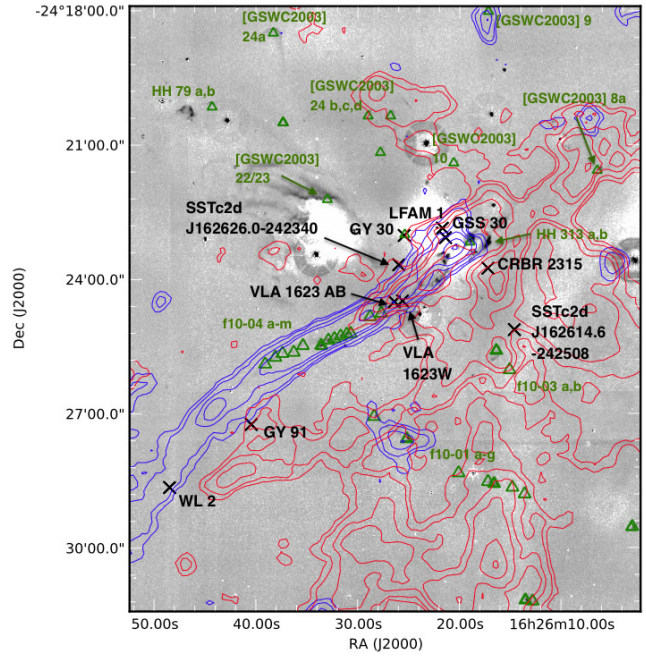 -24°18'00.0"
[GSWC2003]
24a
[GSWC2003] 9
HH 79 a,b
[GSWC2003]
24 b,c,d
[GSWC2003] 8a
21'00.0"
[GSWC2003]
10
[GSWC2003]
22/23
SSTc2d
J162626.0-242340
LFAM 1
GY 30
GSS 30
HH 313 a,b
24'00.0"
CRBR 2315
VLA 1623 AB
SSTc2d
J162614.6
-242508
f10-04 a-m
VLA
1623W
f10-03 a,b
27'00.0"
GY 91
f10-01 a-g
WL 2
30'00.0"
Dec (J2000)
50.00s
40.00s
30.00s
20.00s
16h26m10.00s
RA (J2000)